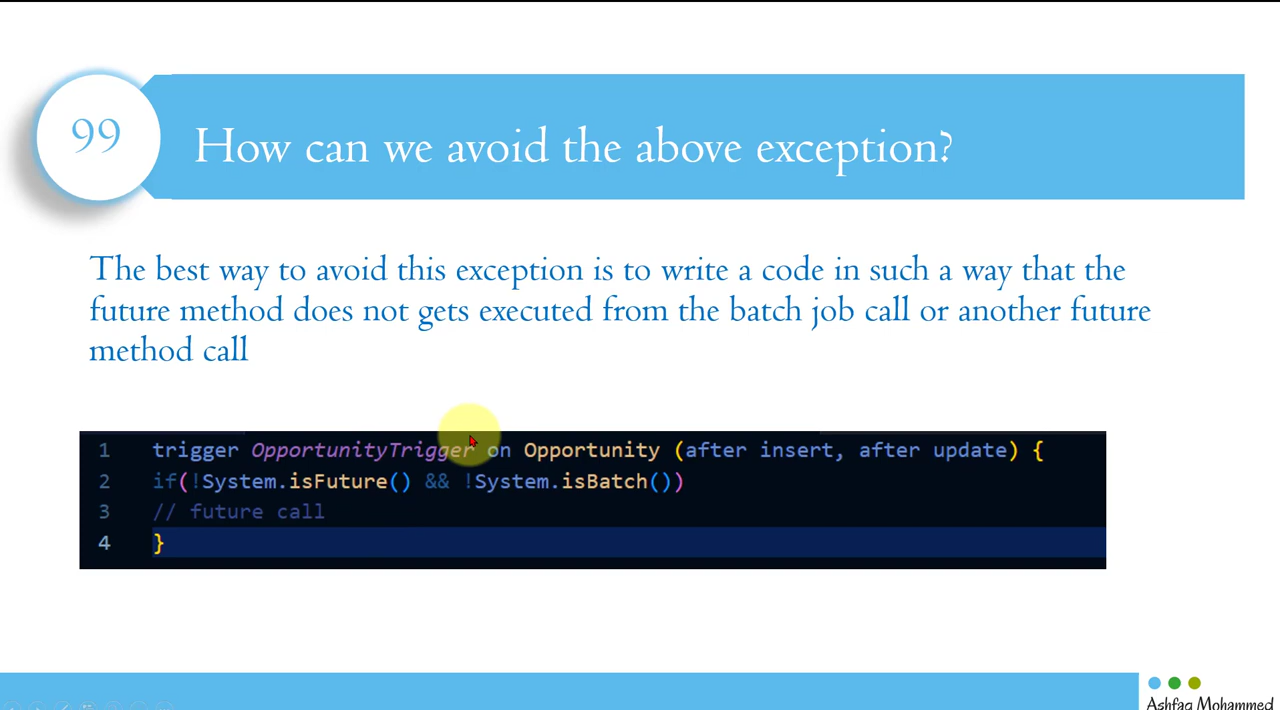 99
How can we avoid the above exception?
The best way to avoid this exception is to write a code in such a way that the
future method does not gets executed from the batch job call or another future
method call
1 trigger OpportunityTrigger on Opportunity (after insert, after update) {
2 if(!System.isFuture() && !System.isBatch())
3 // future call
4 }
Ashfaq Mohammed